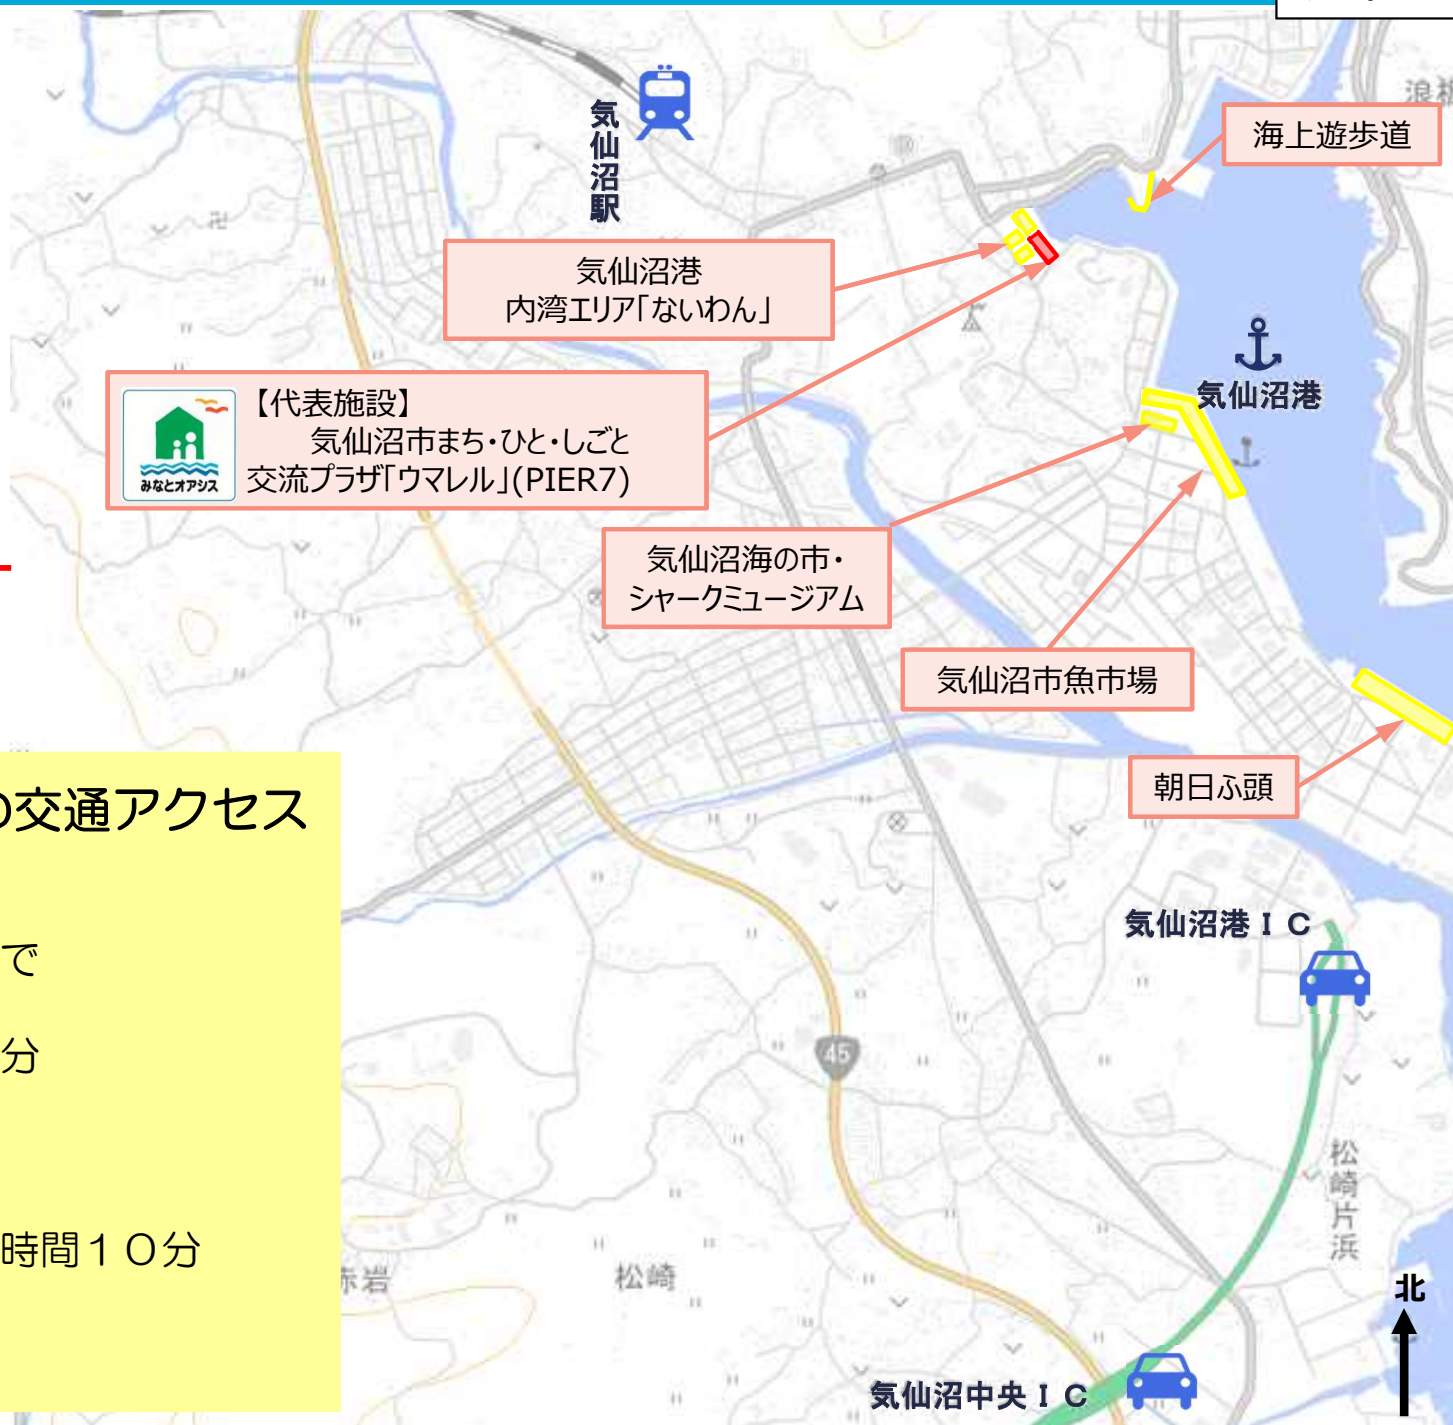 気仙沼駅
海上遊歩道
気仙沼港
内湾エリア「ないわん」
気仙沼港
【代表施設】
気仙沼市まち・ひと・しごと
交流プラザ「ウマレル」(PIER7)
みなとオアシス
気仙沼海の市・
シャークミュージアム
気仙沼市魚市場
朝日ふ頭
交通アクセス
で
分
時間１０分
気仙沼港ＩＣ
45
松崎片浜
赤岩
松崎
北
気仙沼中央ＩＣ